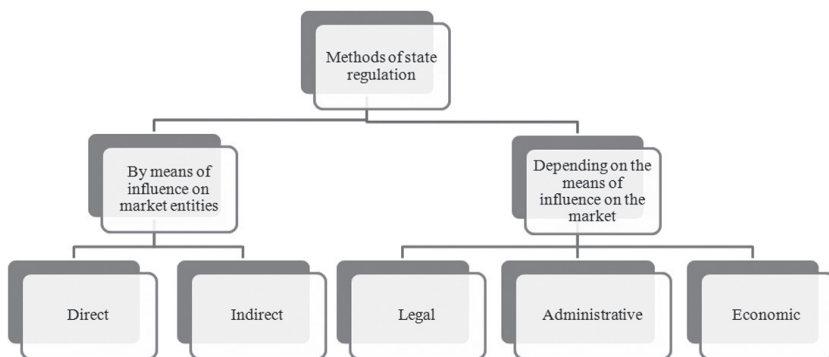 Methods of state
regulation
By means of
influence on
market entities
Depending on the
means of
influence on the
market
Direct
Indirect
Legal
Administrative
Economic